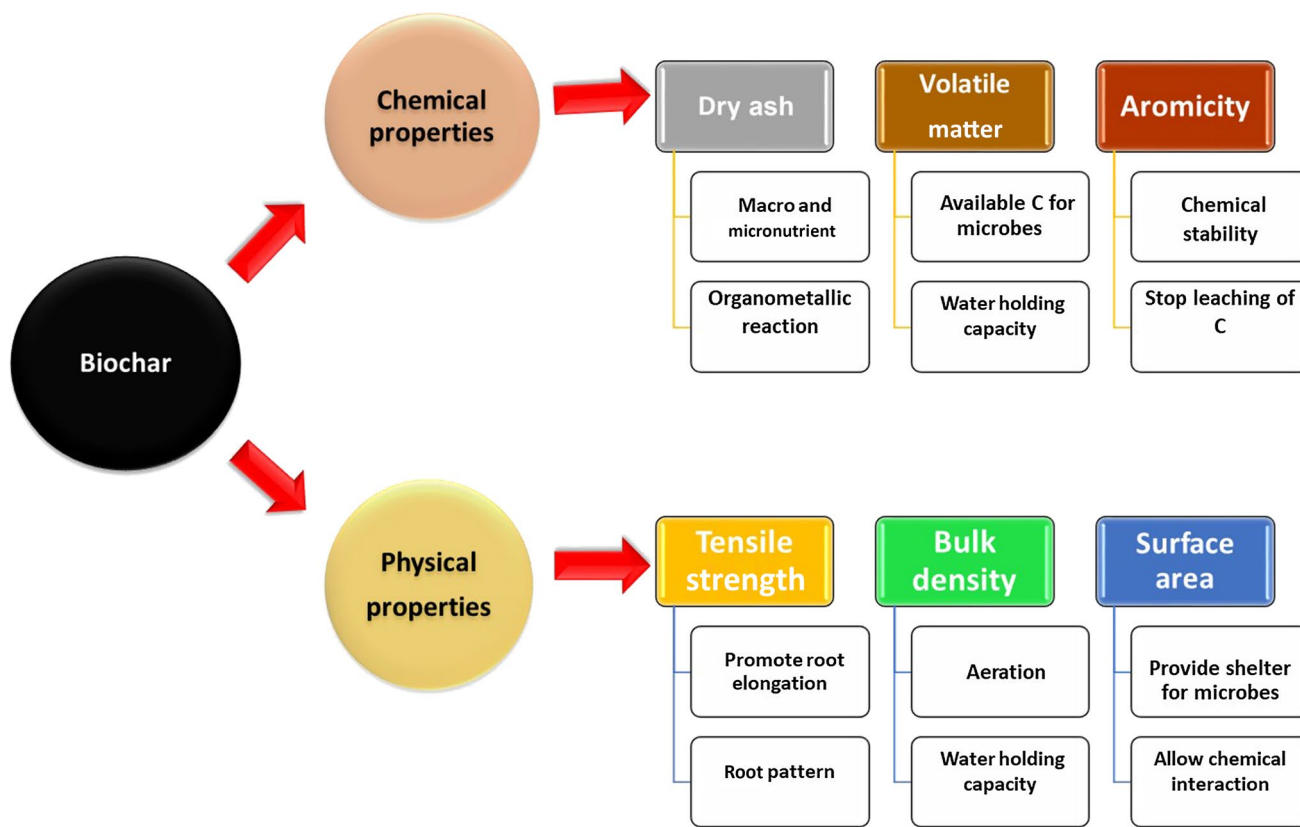 Chemical
properties
Dry ash
Volatile
matter
Aromicity
Macro and
micronutrient
Available C for
microbes
Chemical
stability
Organometallic
reaction
Water holding
capacity
Stop leaching of
C
Biochar
Physical
properties
Tensile
strength
Bulk
density
Surface
area
Promote root
elongation
Aeration
Provide shelter
for microbes
Root pattern
Water holding
capacity
Allow chemical
interaction